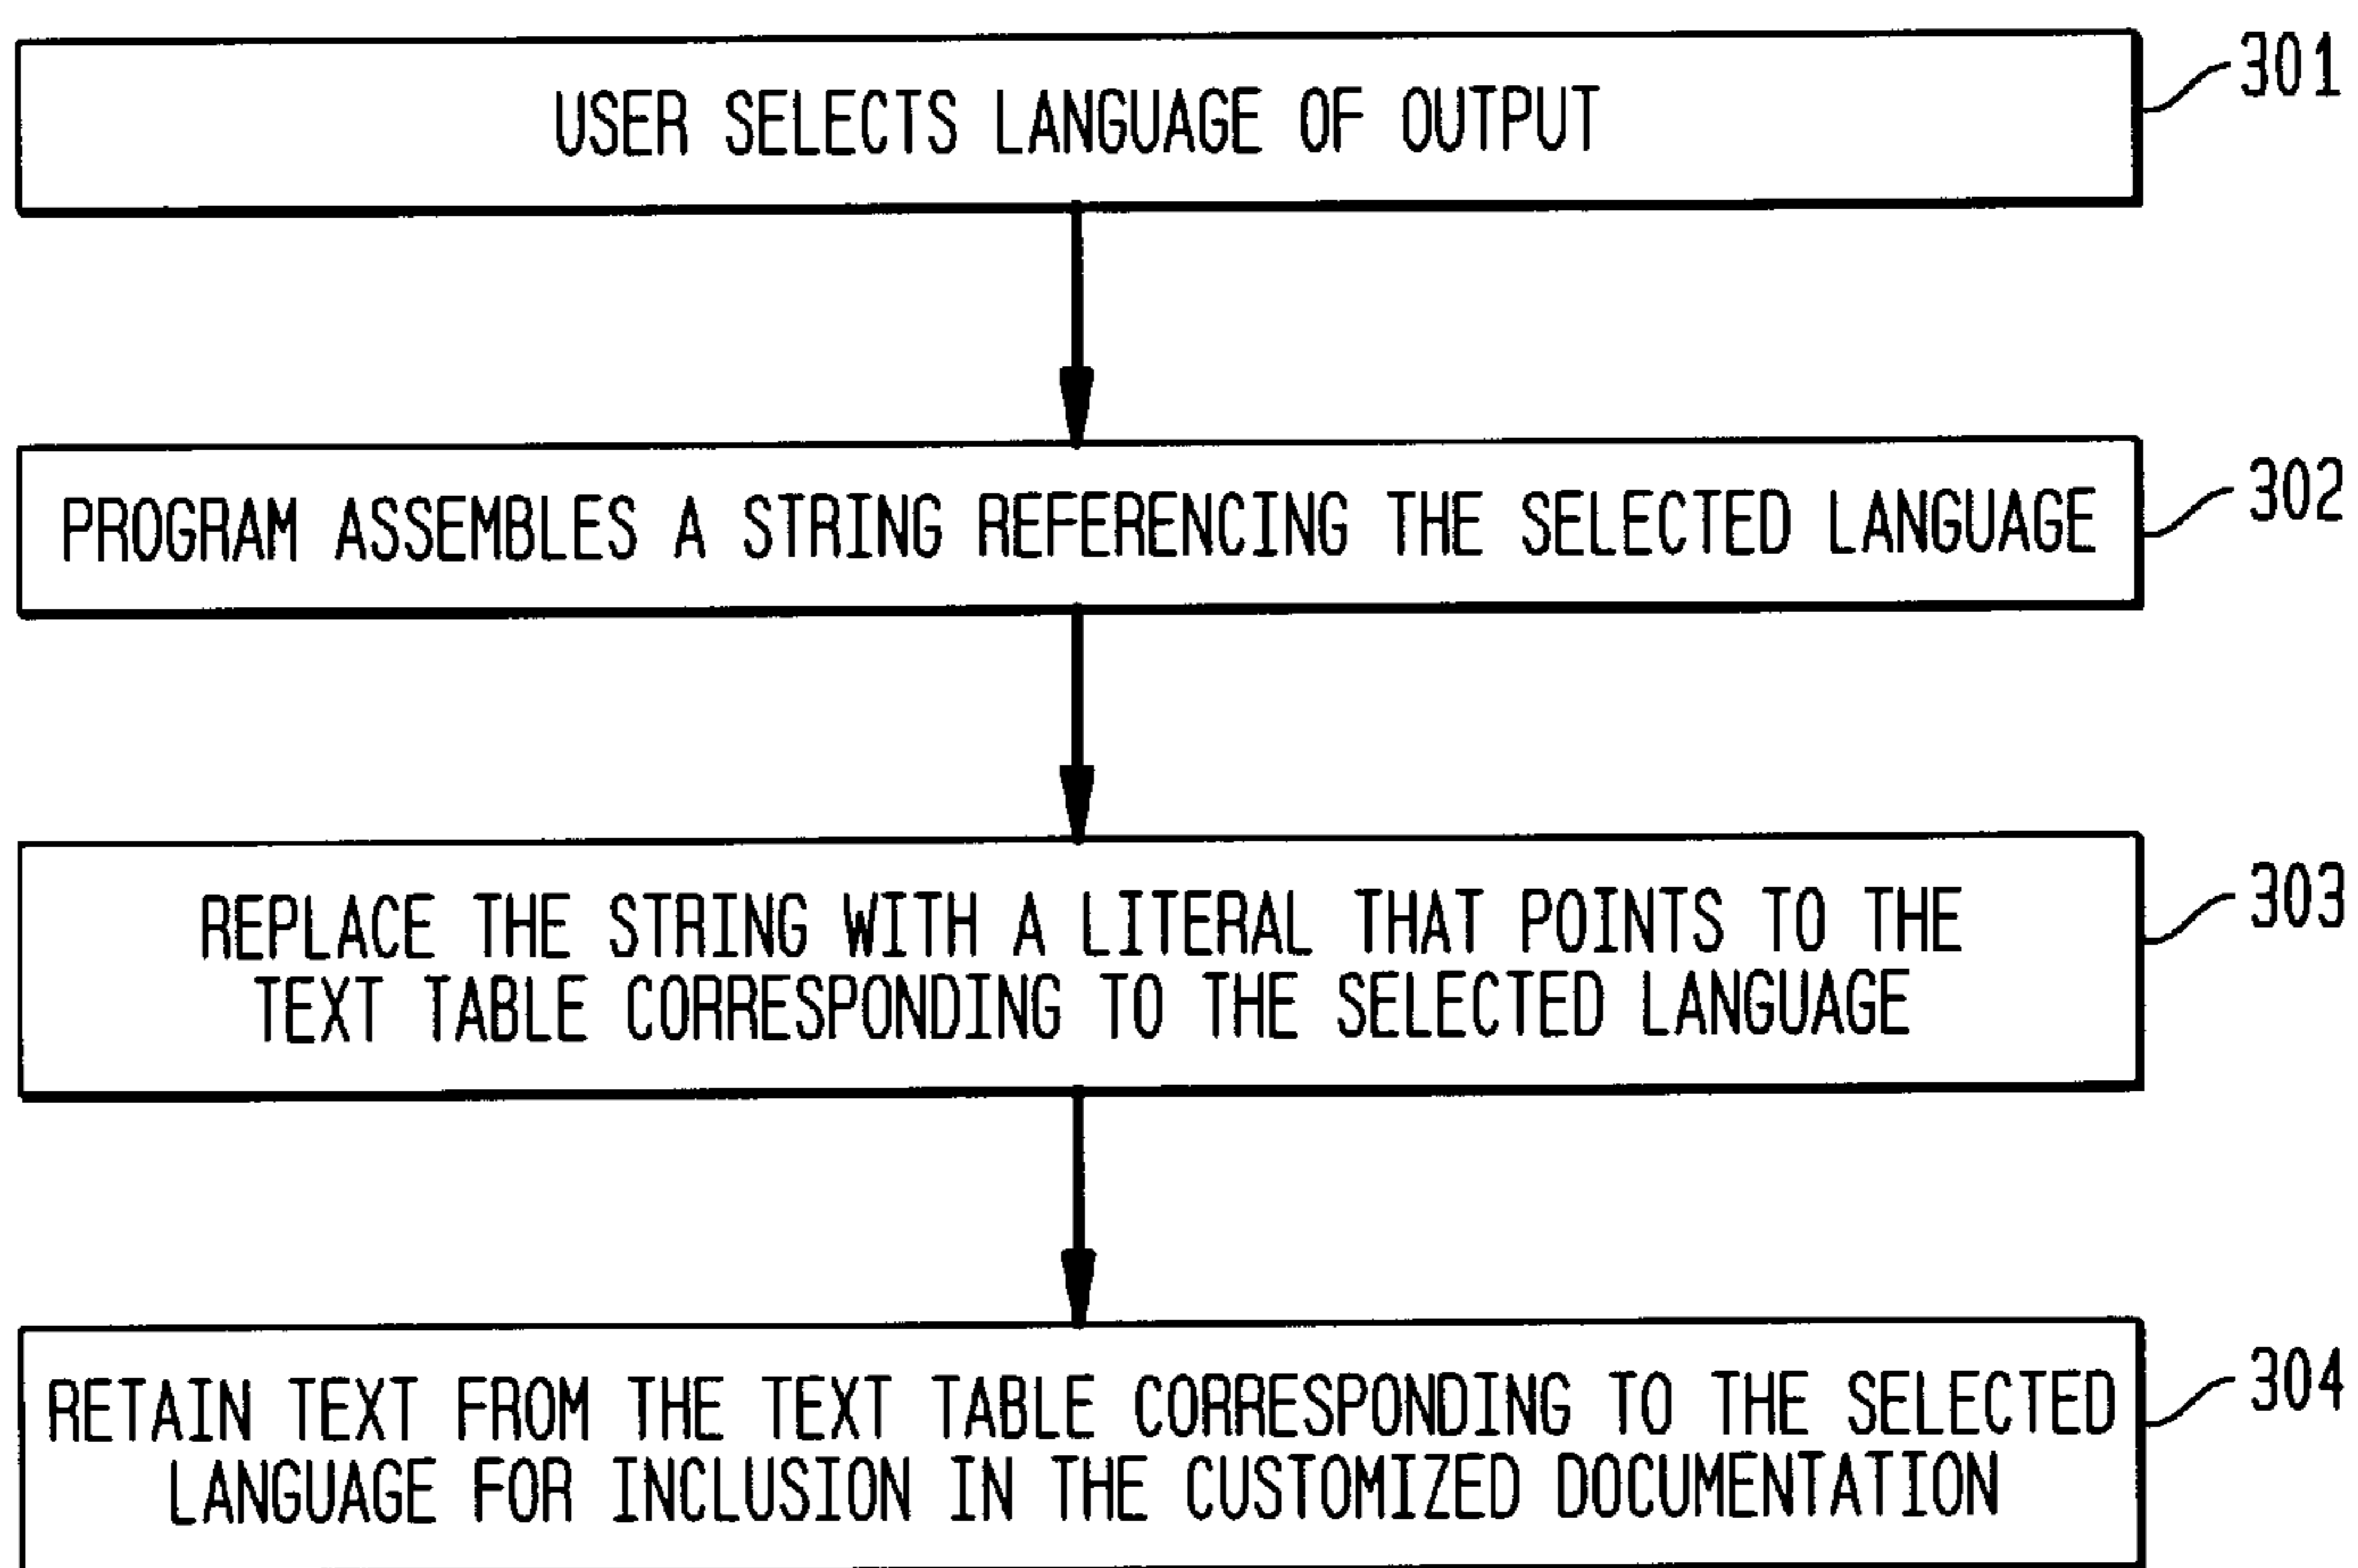 USER SELECTS LANGUAGE OF OUTPUT
301
PROGRAM ASSEMBLES A STRING REFERENCING THE SELECTED LANGUAGE
302
REPLACE THE STRING WITH A LITERAL THAT POINTS TO THE
TEXT TABLE CORRESPONDING TO THE SELECTED LANGUAGE
303
RETAIN TEXT FROM THE TEXT TABLE CORRESPONDING TO THE SELECTED
LANGUAGE FOR INCLUSION IN THE CUSTOMIZED DOCUMENTATION
304